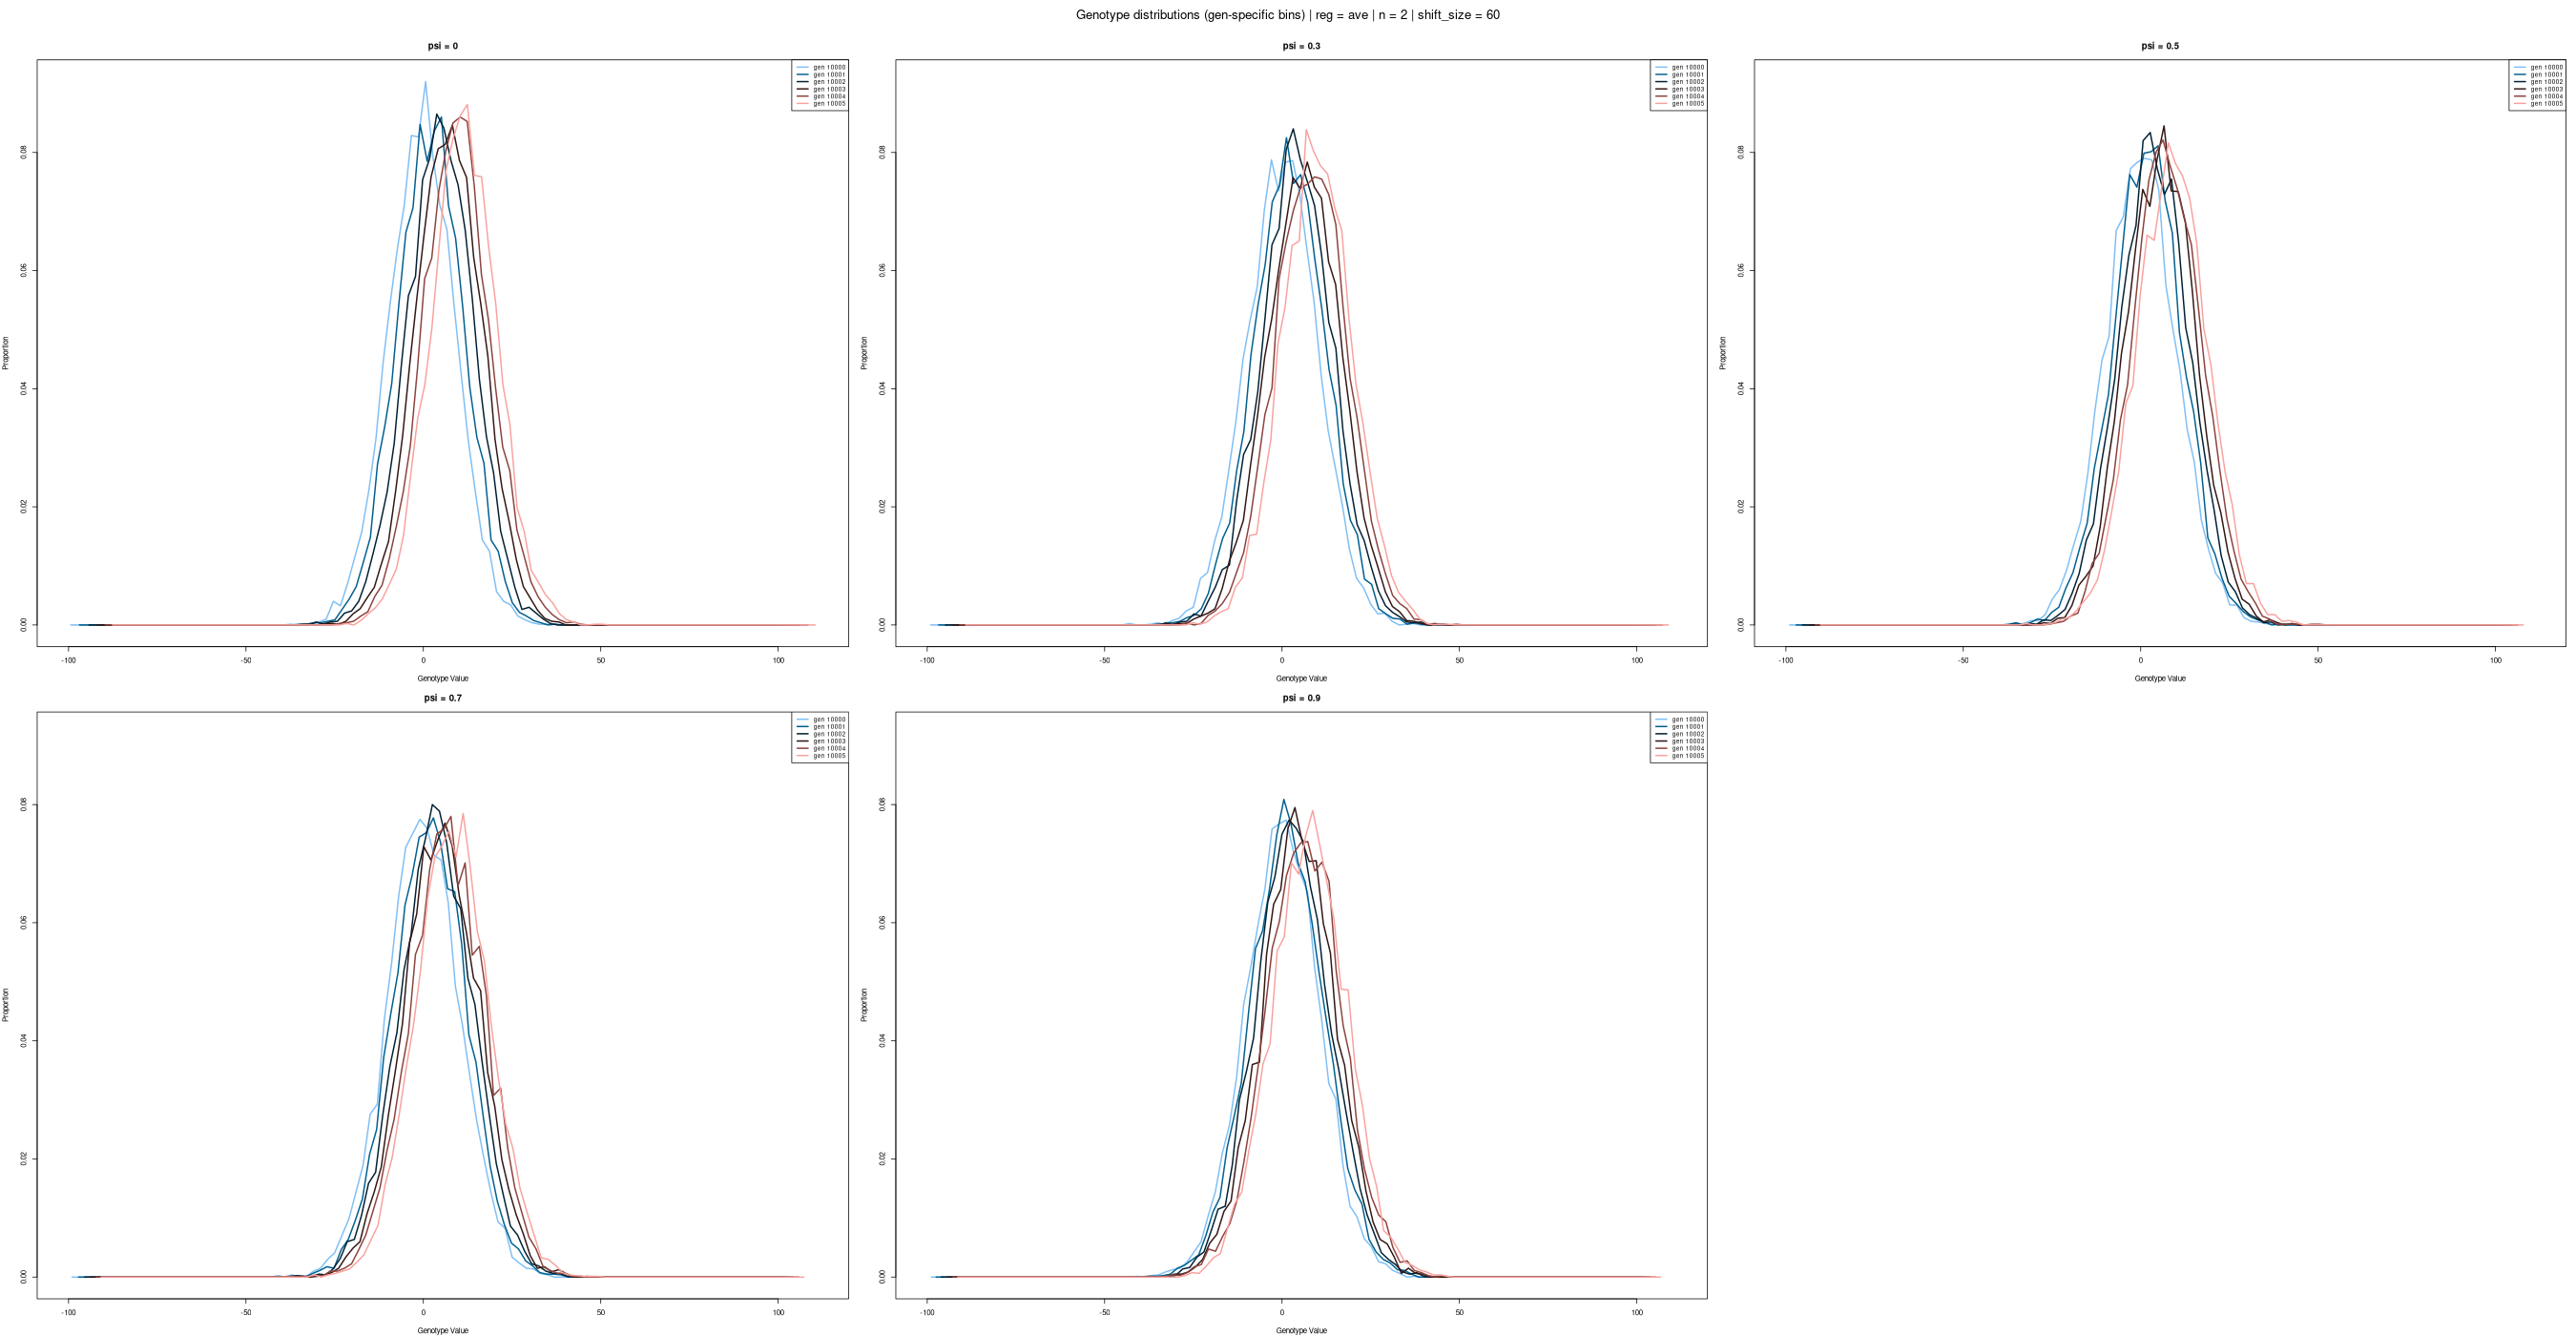 Genotype distributions (gen-specific bins) | reg = ave | n = 2 | shift_size = 60
psi = 0
gen 10000
gen 10001
gen 10002
gen 10003
gen 10004
gen 10005
Proportion
0.08
0.06
0.04
0.02
0.00
-100 -50 0 50 100
Genotype Value
psi = 0.3
gen 10000
gen 10001
gen 10002
gen 10003
gen 10004
gen 10005
Proportion
0.08
0.06
0.04
0.02
0.00
-100 -50 0 50 100
Genotype Value
psi = 0.5
gen 10000
gen 10001
gen 10002
gen 10003
gen 10004
gen 10005
Proportion
0.08
0.06
0.04
0.02
0.00
-100 -50 0 50 100
Genotype Value
psi = 0.7
gen 10000
gen 10001
gen 10002
gen 10003
gen 10004
gen 10005
Proportion
0.08
0.06
0.04
0.02
0.00
-100 -50 0 50 100
Genotype Value
psi = 0.9
gen 10000
gen 10001
gen 10002
gen 10003
gen 10004
gen 10005
Proportion
0.08
0.06
0.04
0.02
0.00
-100 -50 0 50 100
Genotype Value